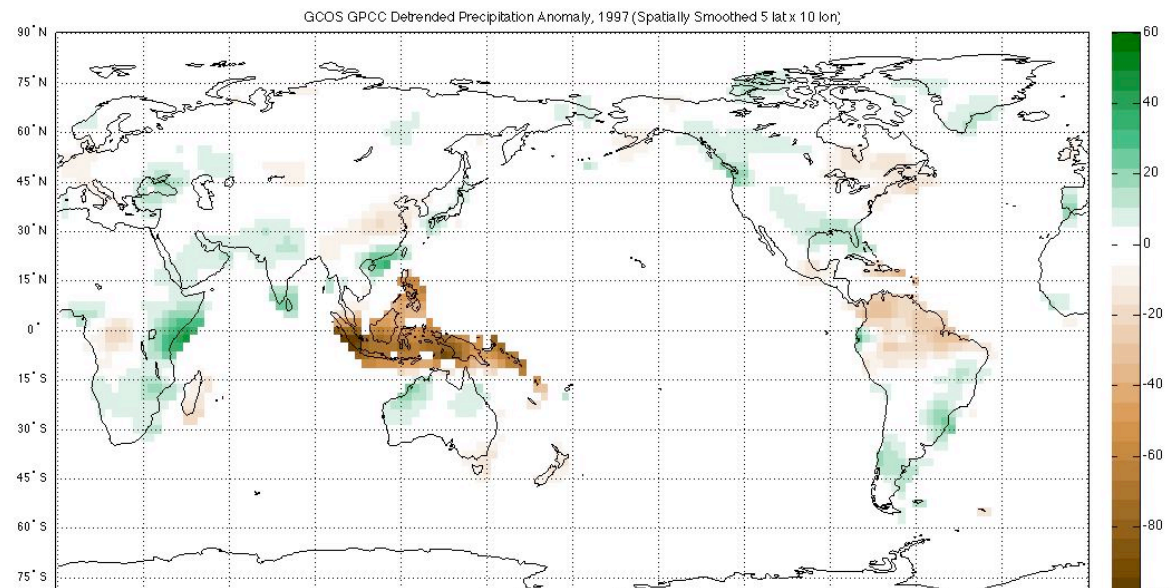 GCOS GPCC Detrended Precipitation Anomaly, 1997 (Spatially Smoothed 5 lat x 10 lon)
90° N
75° N
60° N
45° N
30° N
15° N
0°
15° S
30° S
45° S
60° S
75° S
60
40
20
0
-20
-40
-60
-80